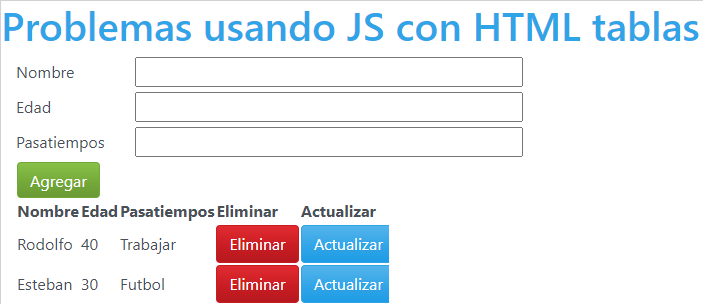 Problemas usando JS con HTML tablas
Nombre
Edad
Pasatiempos
Agregar
Nombre Edad Pasatiempos Eliminar Actualizar
Rodolfo 40 Trabajar Eliminar Actualizar
Esteban 30 Futbol Eliminar Actualizar